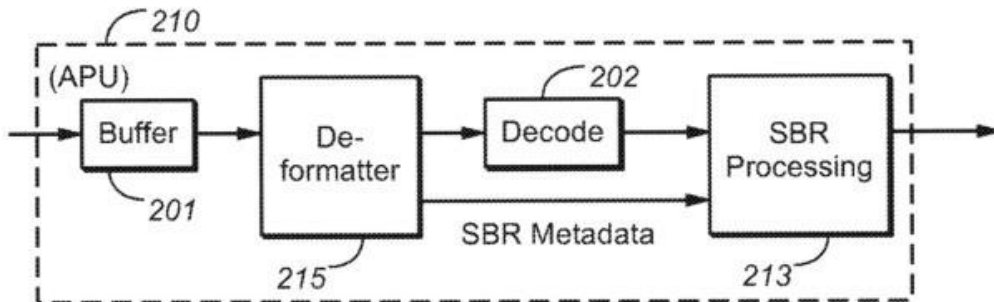 210
(APU)
202
Buffer
De-
formatter
Decode
SBR
Processing
201
SBR Metadata
215
213